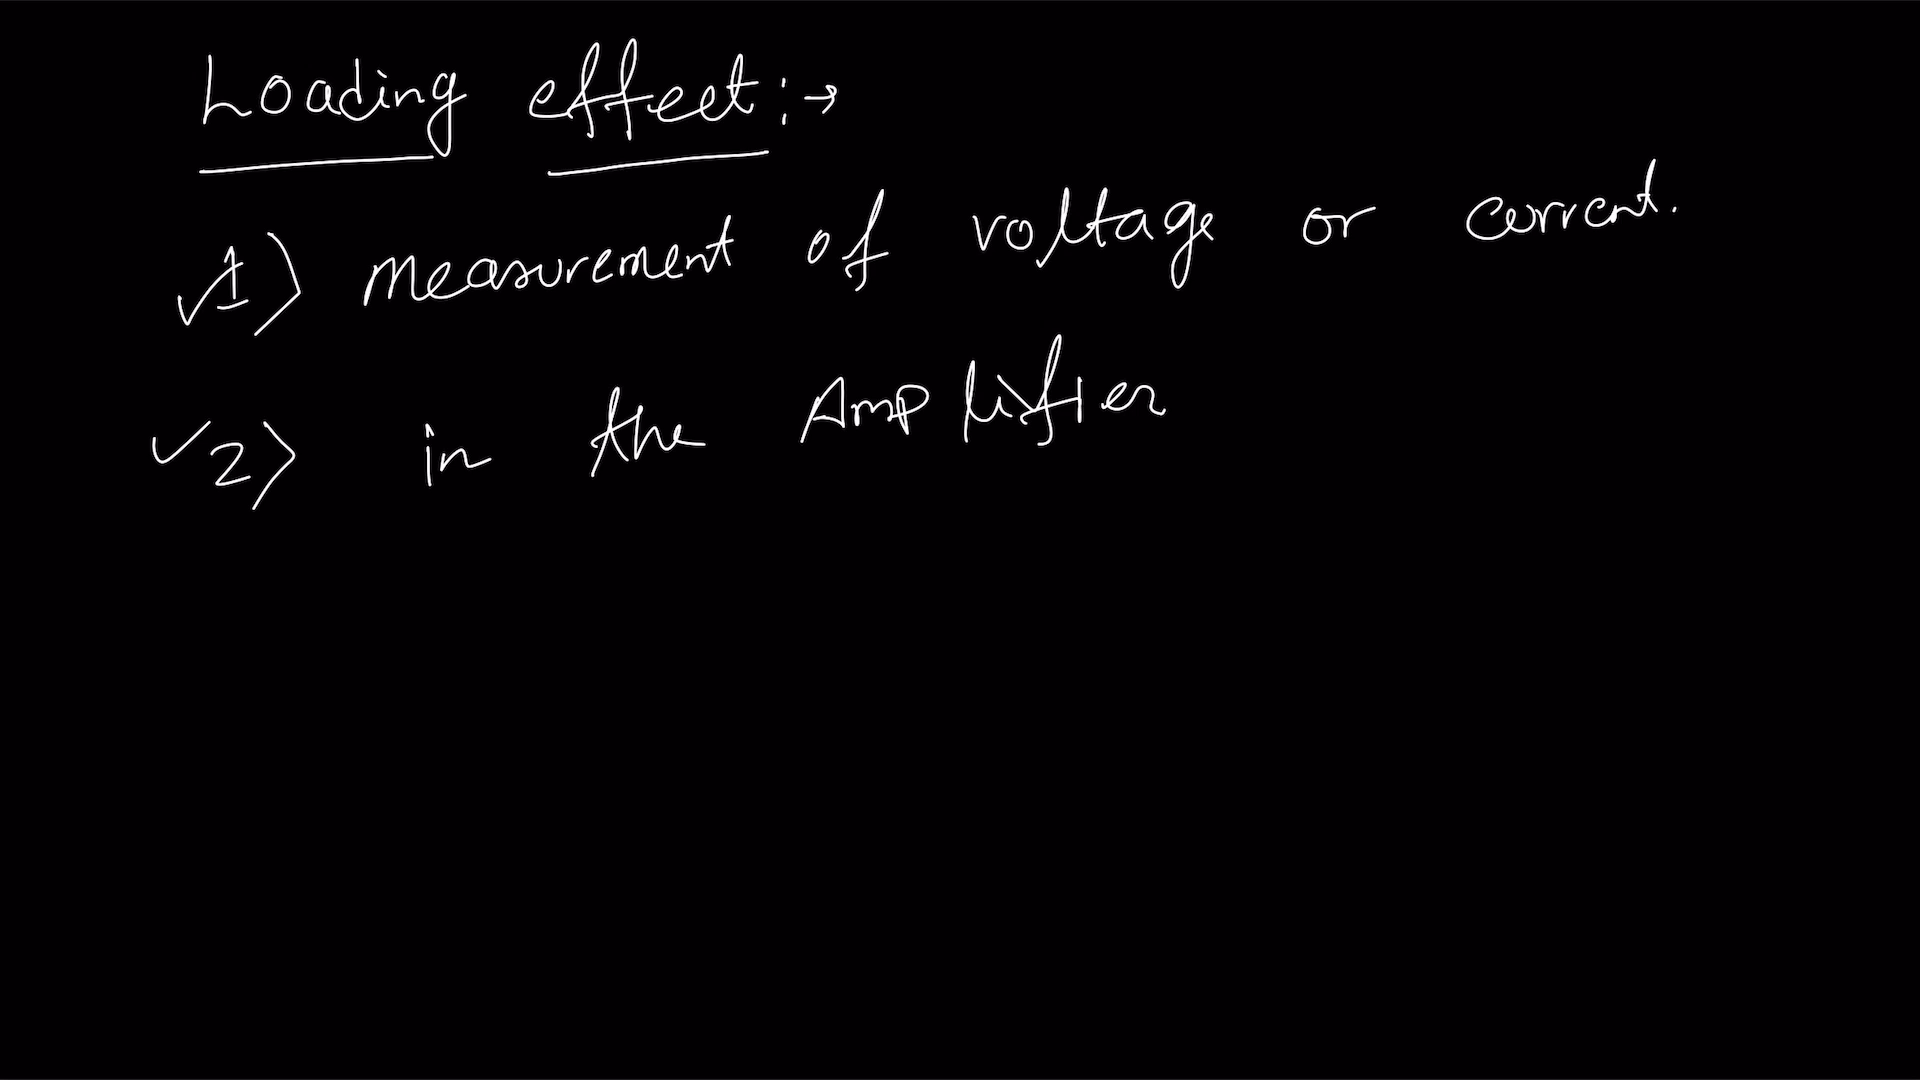 Loading effect:→
✓1) measurement of voltage or current.
✓2) in the Amplifier